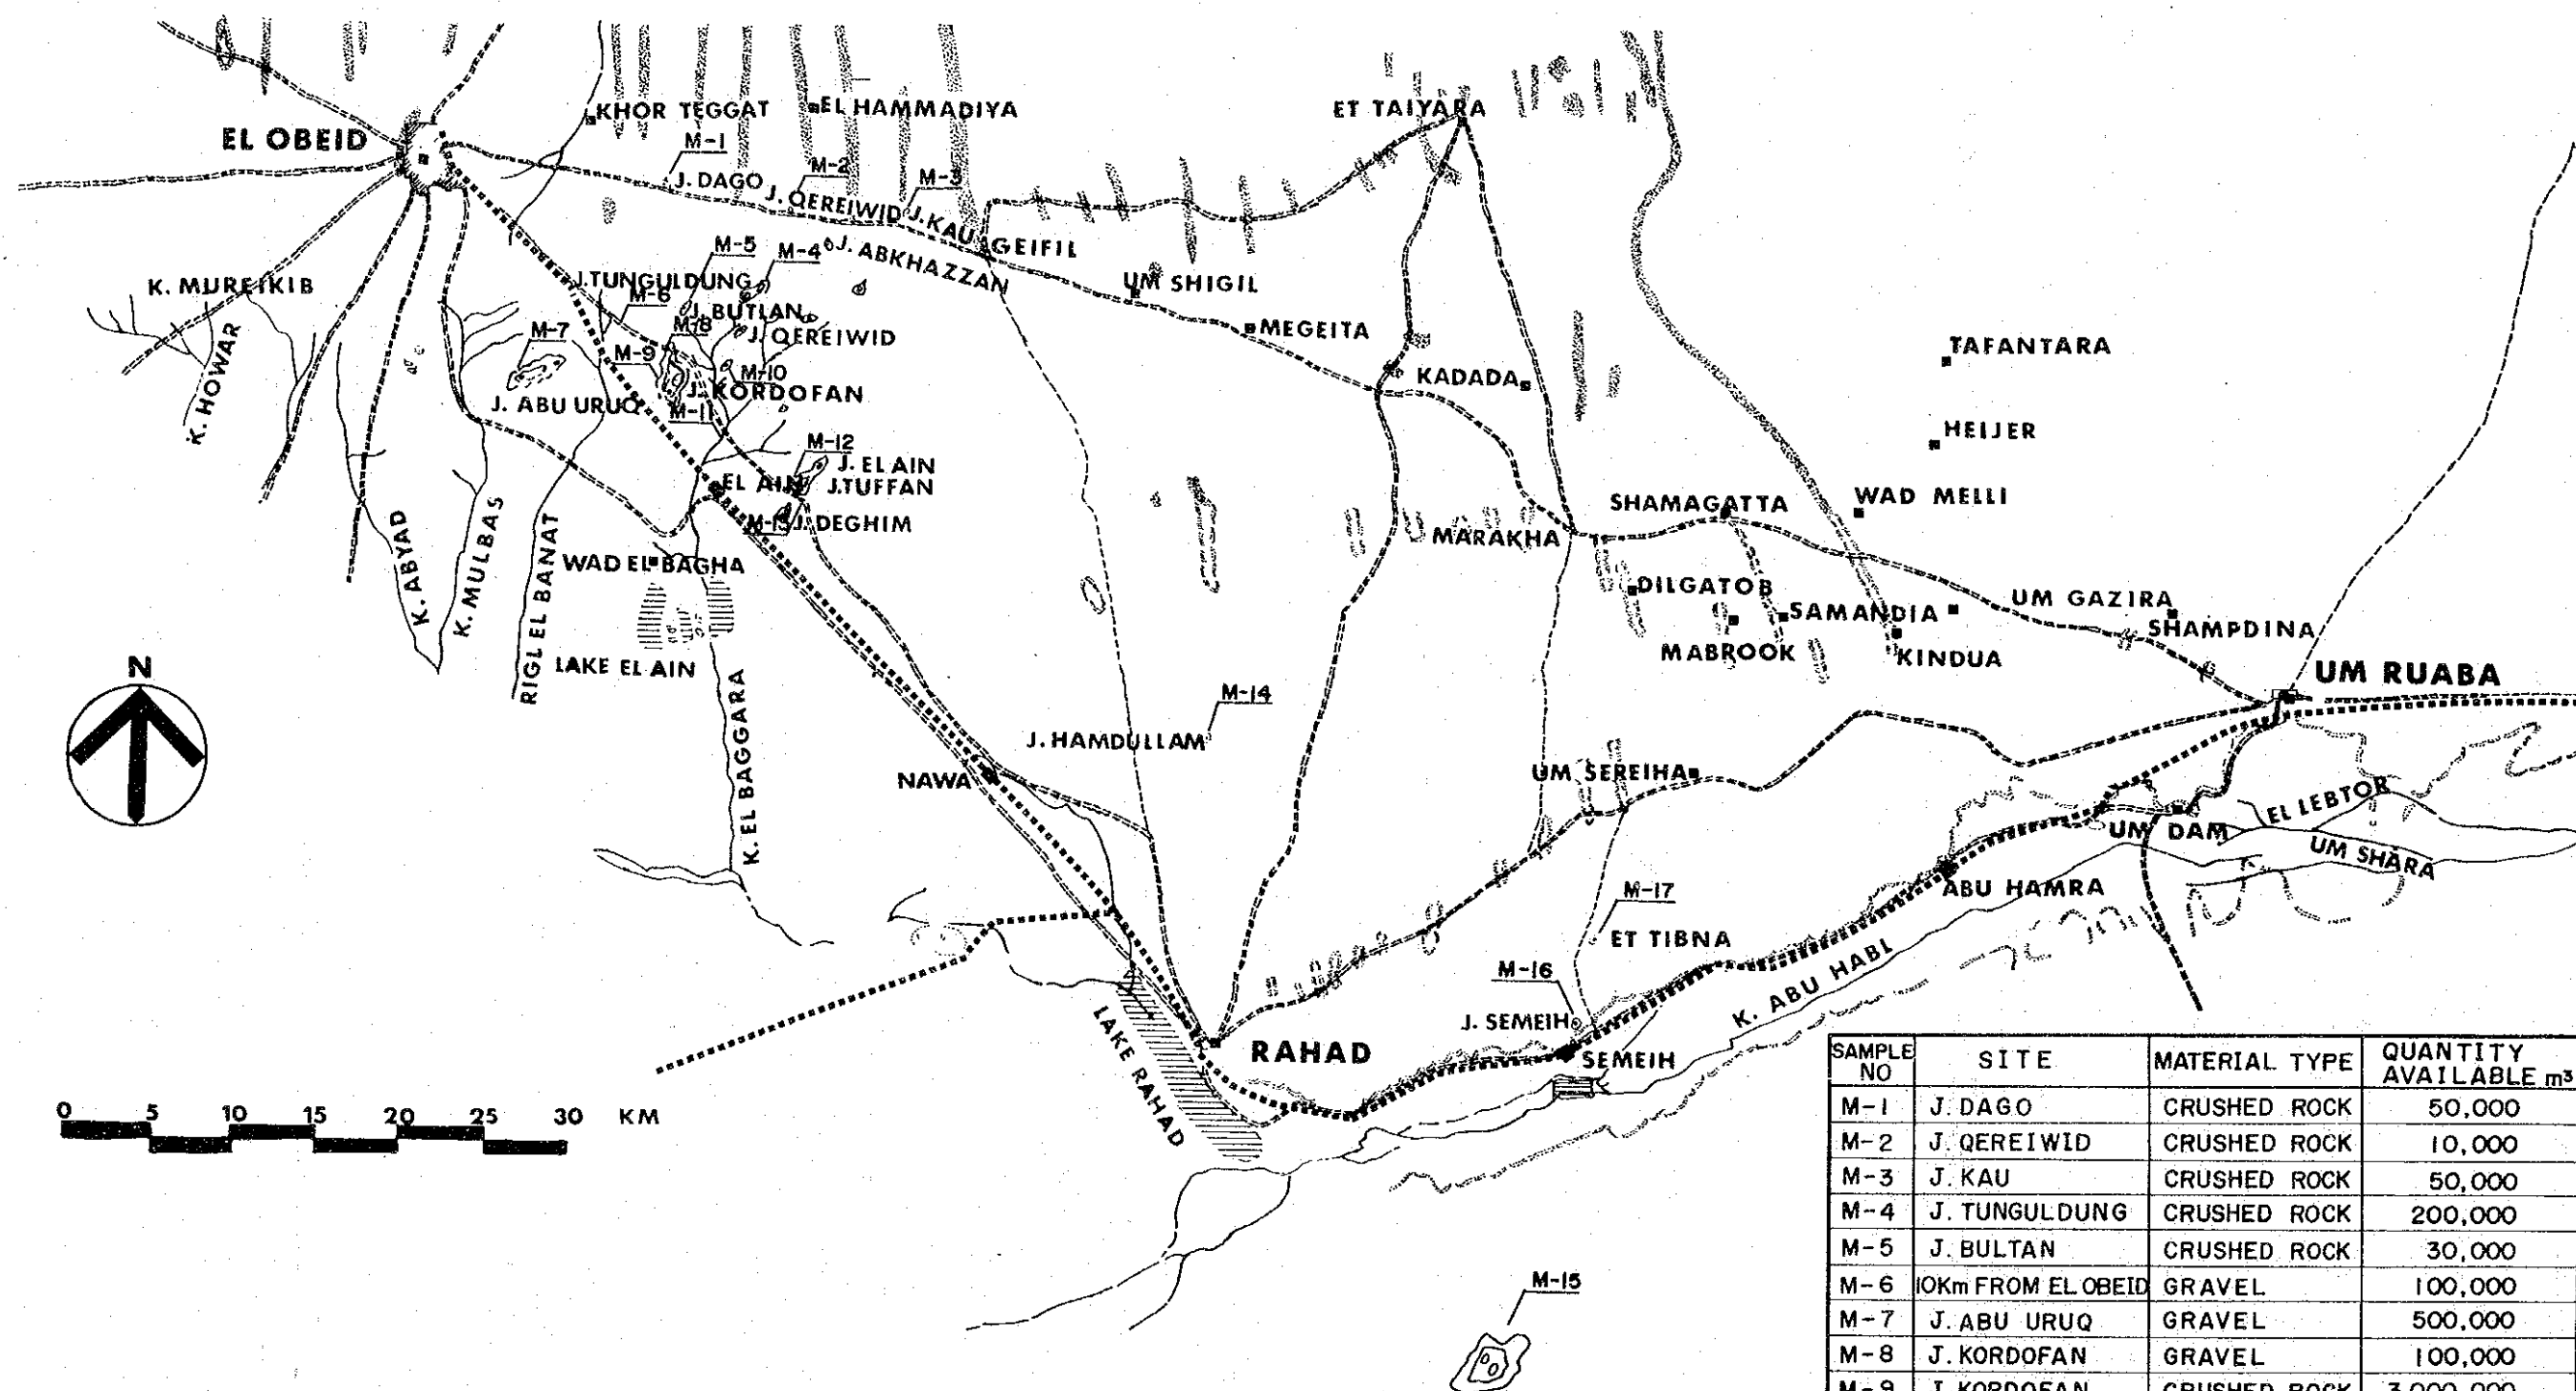 KHOR TEGGAT
EL HAMMADIYA
ET TAIYARA
EL OBEID
M-1
M-2
M-3
J. DAGO
J. QEREIWID
J. KAU
GEIFIL
M-5
M-4
J. ABKHAZZAN
K. MUREIKIB
J. TUNGULDUNG
M-6
UM SHIGIL
J. BUTLAN
M-7
M-8
J. QEREIWID
MEGEITA
K. HOWAR
M-9
M-10
TAFANTARA
KADADA
J. KORDOFAN
J. ABU URUQ
M-11
HEIJER
M-12
J. EL AIN
EL AIN
J. TUFFAN
M-13
J. DEGHIM
SHAMAGATTA
WAD MELLI
MARAKHA
K. ABYAD
K. MULBAS
RIGL EL BANAT
WAD EL BAGHA
DILGATOB
SAMANDIA
UM GAZIRA
SHAMPDINA
MABROOK
KINDUA
LAKE EL AIN
N
UM RUABA
M-14
J. HAMDULLAM
K. EL BAGGARA
NAWA
UM SEREIHA
EL LEBTOR
UM DAM
UM SHARA
ABU HAMRA
M-17
ET TIBNA
M-16
K. ABU HABL
J. SEMEIH
LAKE RAHAD
RAHAD
SEMEIH
0 5 10 15 20 25 30 KM
M-15
SAMPLE NO SITE MATERIAL TYPE QUANTITY AVAILABLE m³
M-1 J. DAGO CRUSHED ROCK 50,000
M-2 J. QEREIWID CRUSHED ROCK 10,000
M-3 J. KAU CRUSHED ROCK 50,000
M-4 J. TUNGULDUNG CRUSHED ROCK 200,000
M-5 J. BULTAN CRUSHED ROCK 30,000
M-6 10Km FROM EL OBEID GRAVEL 100,000
M-7 J. ABU URUQ GRAVEL 500,000
M-8 J. KORDOFAN GRAVEL 100,000
M-9 J. KORDOFAN CRUSHED ROCK 3,000,000